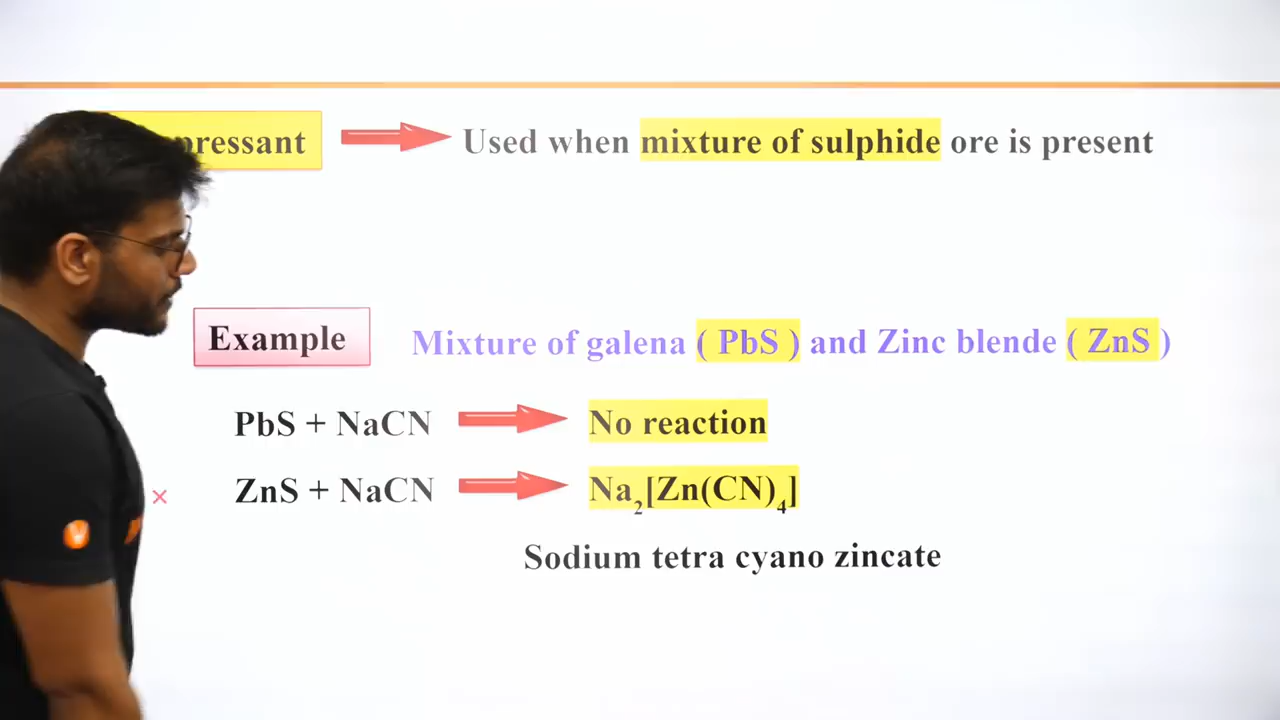 pressant Used when mixture of sulphide ore is present
Example Mixture of galena ( PbS ) and Zinc blende ( ZnS )
PbS + NaCN No reaction
ZnS + NaCN Na₂[Zn(CN)₄]
Sodium tetra cyano zincate